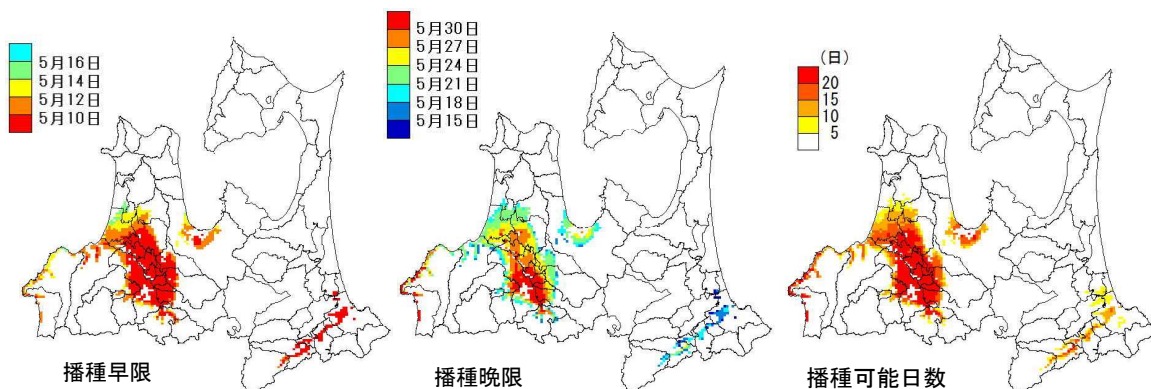 5月16日
5月14日
5月12日
5月10日
播種早限
5月30日
5月27日
5月24日
5月21日
5月18日
5月15日
播種晩限
(日)
20
15
10
5
播種可能日数